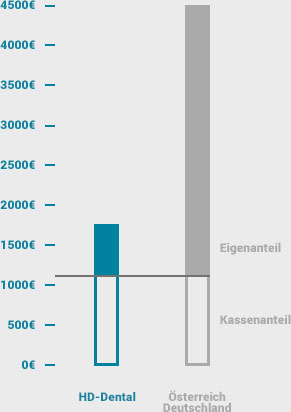 4500€
4000€
3500€
3000€
2500€
2000€
1500€
Eigenanteil
1000€
500€
Kassenanteil
0€
HD-Dental
Österreich
Deutschland